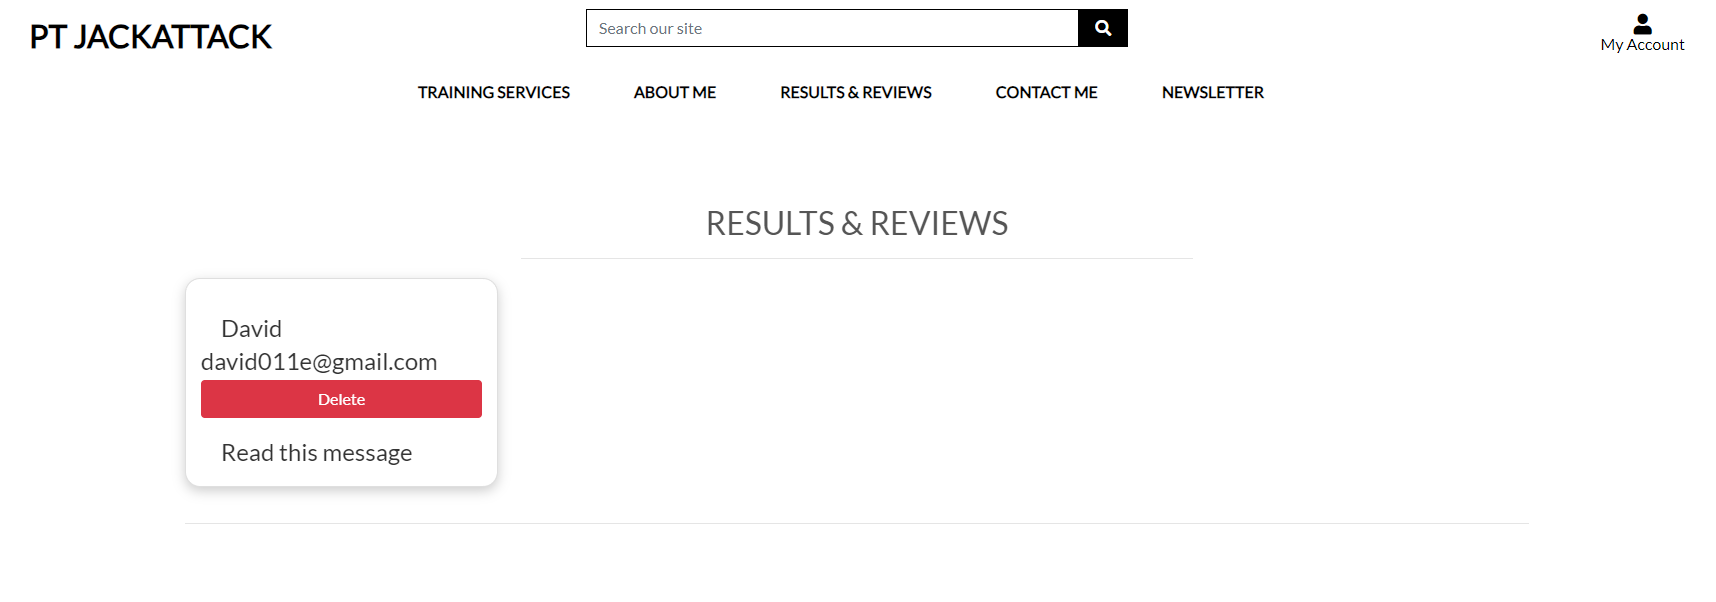 PT JACKATTACK
Search our site
My Account
TRAINING SERVICES ABOUT ME RESULTS & REVIEWS CONTACT ME NEWSLETTER
RESULTS & REVIEWS
David
david011e@gmail.com
Delete
Read this message